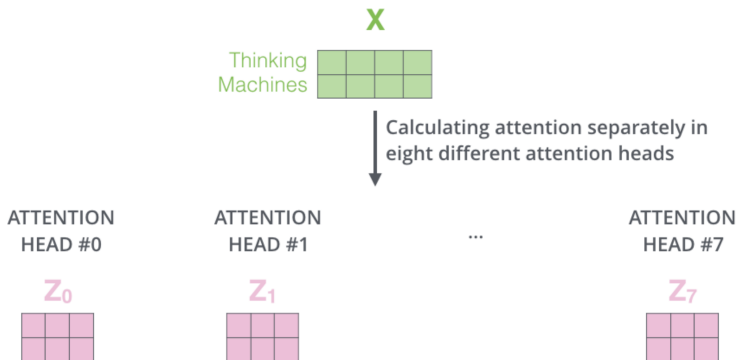 X
Thinking
Machines
Calculating attention separately in
eight different attention heads
ATTENTION
HEAD #0
ATTENTION
HEAD #1
...
ATTENTION
HEAD #7
Z0
Z1
Z7